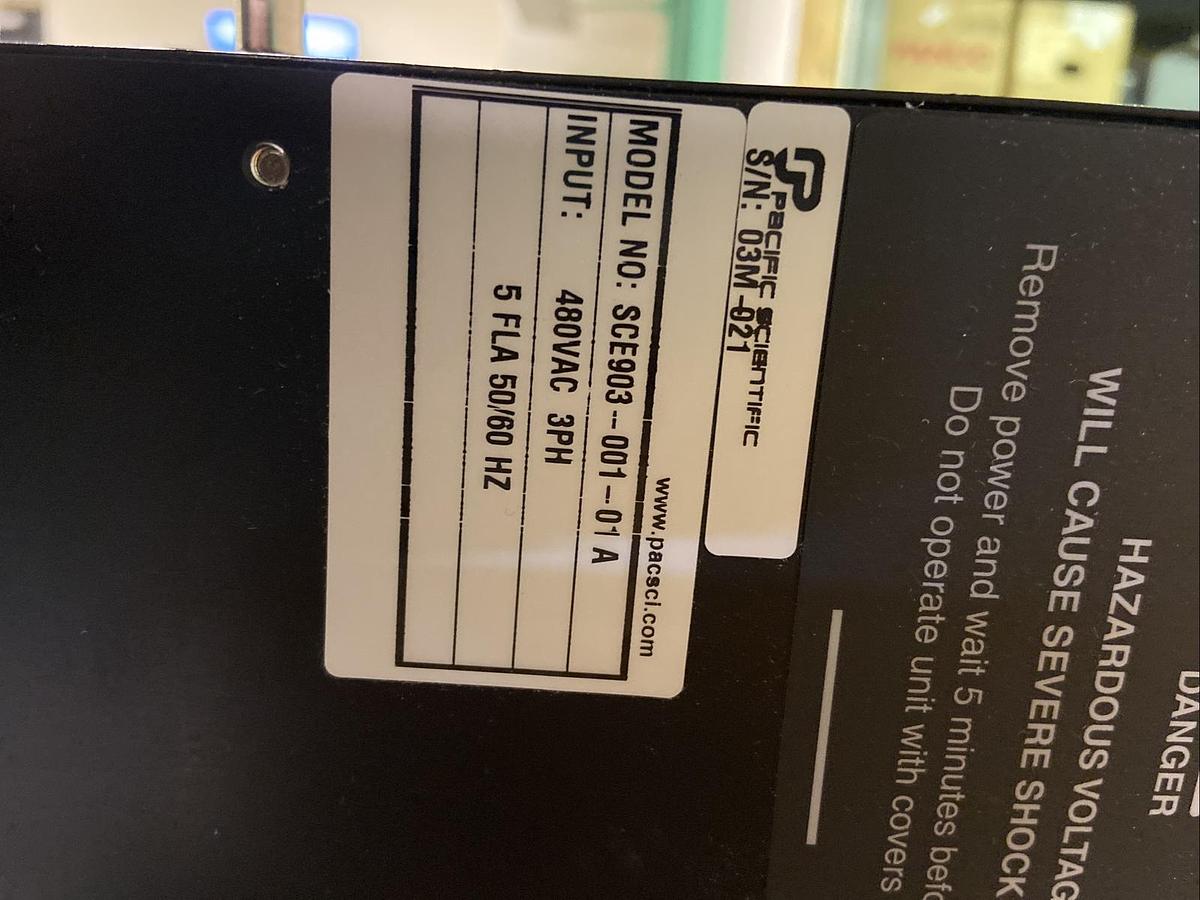 DANGER
HAZARDOUS VOLTAG
WILL CAUSE SEVERE SHOCK
Remove power and wait 5 minutes befo
Do not operate unit with covers
PACIFIC SCIENTIFIC
S/N: 03M-021
www.pacsci.com
MODEL NO: SCE903-001-01 A
INPUT: 480VAC 3PH
5 FLA 50/60 HZ